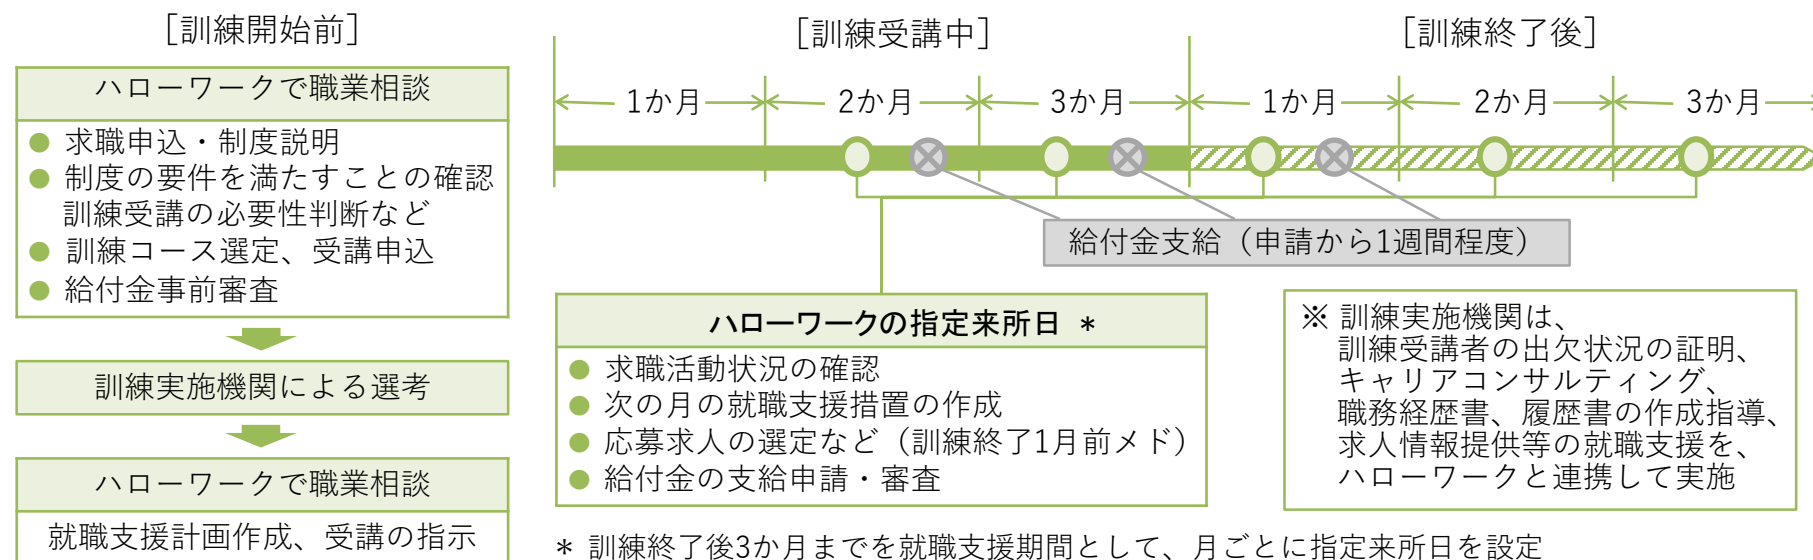 ［訓練開始前］
ハローワークで職業相談
● 求職申込・制度説明
● 制度の要件を満たすことの確認
訓練受講の必要性判断など
● 訓練コース選定、受講申込
● 給付金事前審査
訓練実施機関による選考
ハローワークで職業相談
就職支援計画作成、受講の指示
［訓練受講中］
［訓練終了後］
1か月
2か月
3か月
1か月
2か月
3か月
給付金支給（申請から1週間程度）
ハローワークの指定来所日 *
● 求職活動状況の確認
● 次の月の就職支援措置の作成
● 応募求人の選定など（訓練終了1月前メド）
● 給付金の支給申請・審査
※ 訓練実施機関は、
訓練受講者の出欠状況の証明、
キャリアコンサルティング、
職務経歴書、履歴書の作成指導、
求人情報提供等の就職支援を、
ハローワークと連携して実施
* 訓練終了後3か月までを就職支援期間として、月ごとに指定来所日を設定